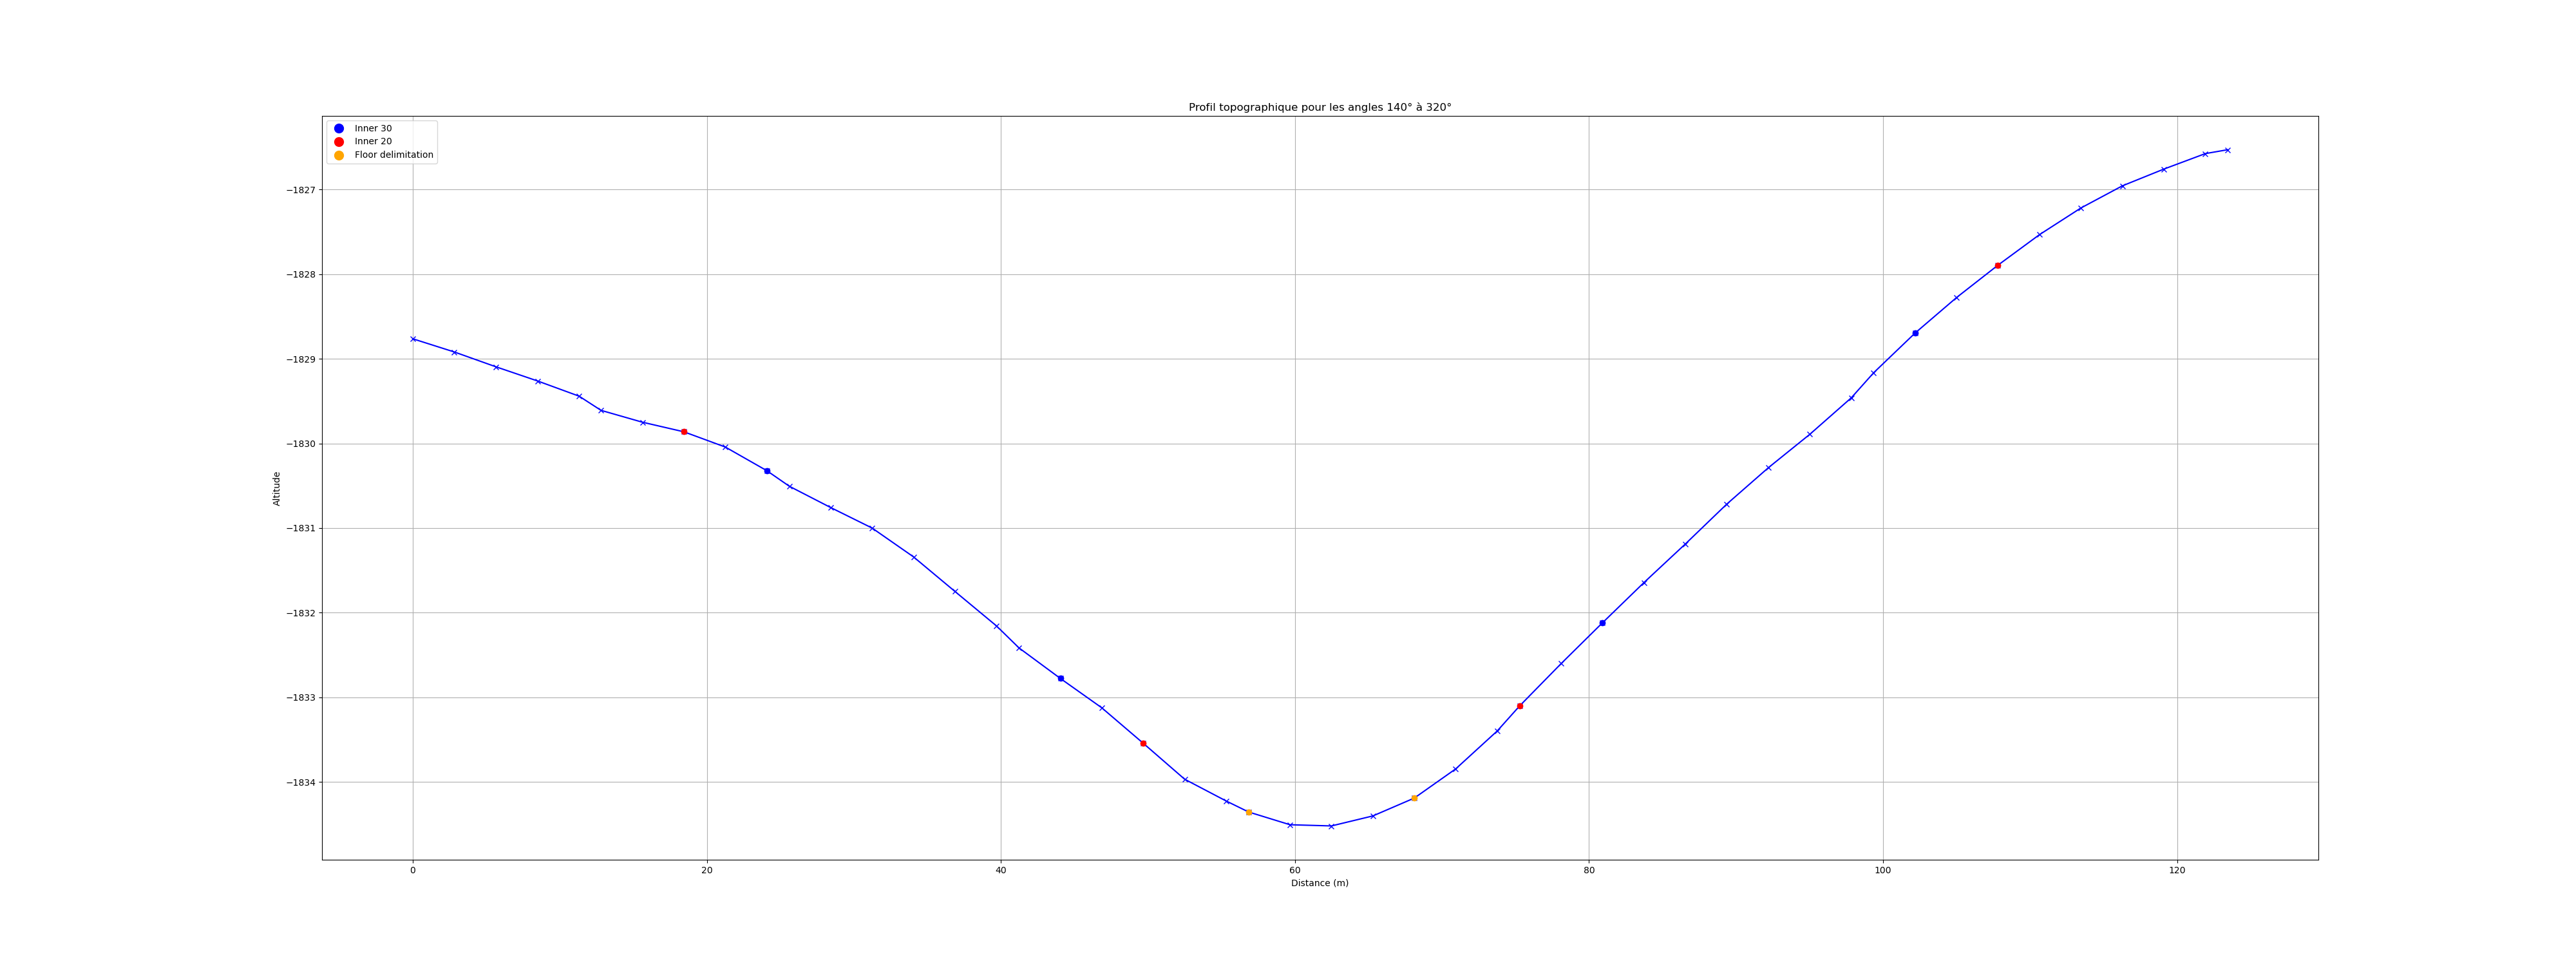 Profil topographique pour les angles 140° à 320°
Inner 30
Inner 20
Floor delimitation
−1827
−1828
−1829
−1830
−1831
−1832
−1833
−1834
Altitude
0 20 40 60 80 100 120
Distance (m)